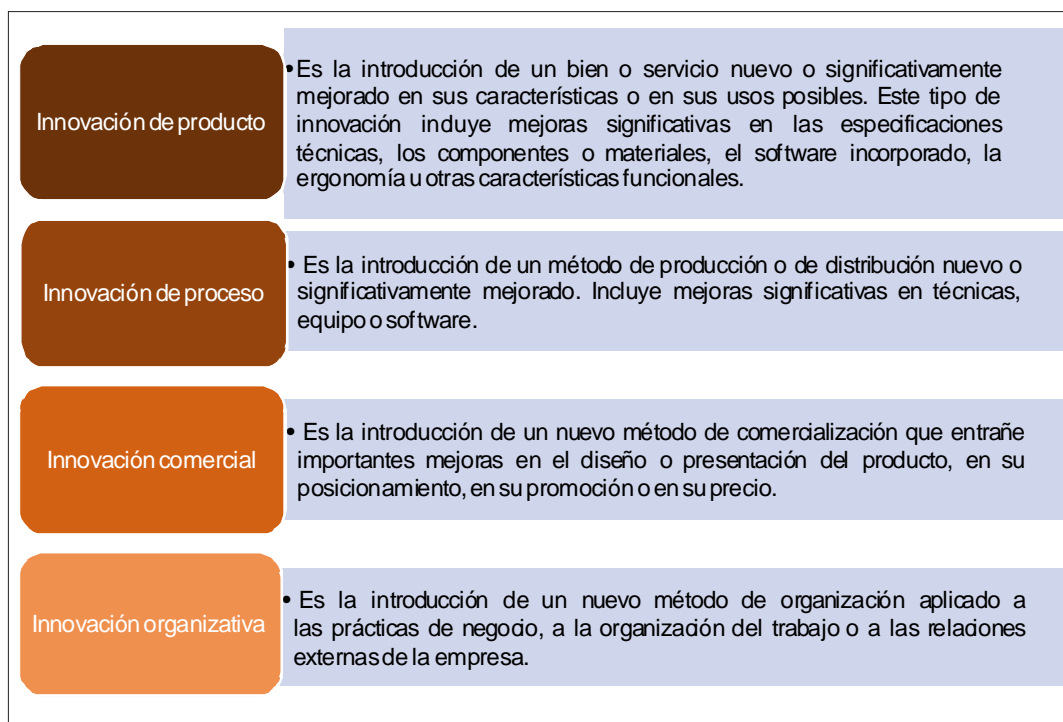 Innovación de producto
• Es la introducción de un bien o servicio nuevo o significativamente
mejorado en sus características o en sus usos posibles. Este tipo de
innovación incluye mejoras significativas en las especificaciones
técnicas, los componentes o materiales, el software incorporado, la
ergonomía u otras características funcionales.
Innovación de proceso
• Es la introducción de un método de producción o de distribución nuevo o
significativamente mejorado. Incluye mejoras significativas en técnicas,
equipo o software.
Innovación comercial
• Es la introducción de un nuevo método de comercialización que entrañe
importantes mejoras en el diseño o presentación del producto, en su
posicionamiento, en su promoción o en su precio.
Innovación organizativa
• Es la introducción de un nuevo método de organización aplicado a
las prácticas de negocio, a la organización del trabajo o a las relaciones
externas de la empresa.